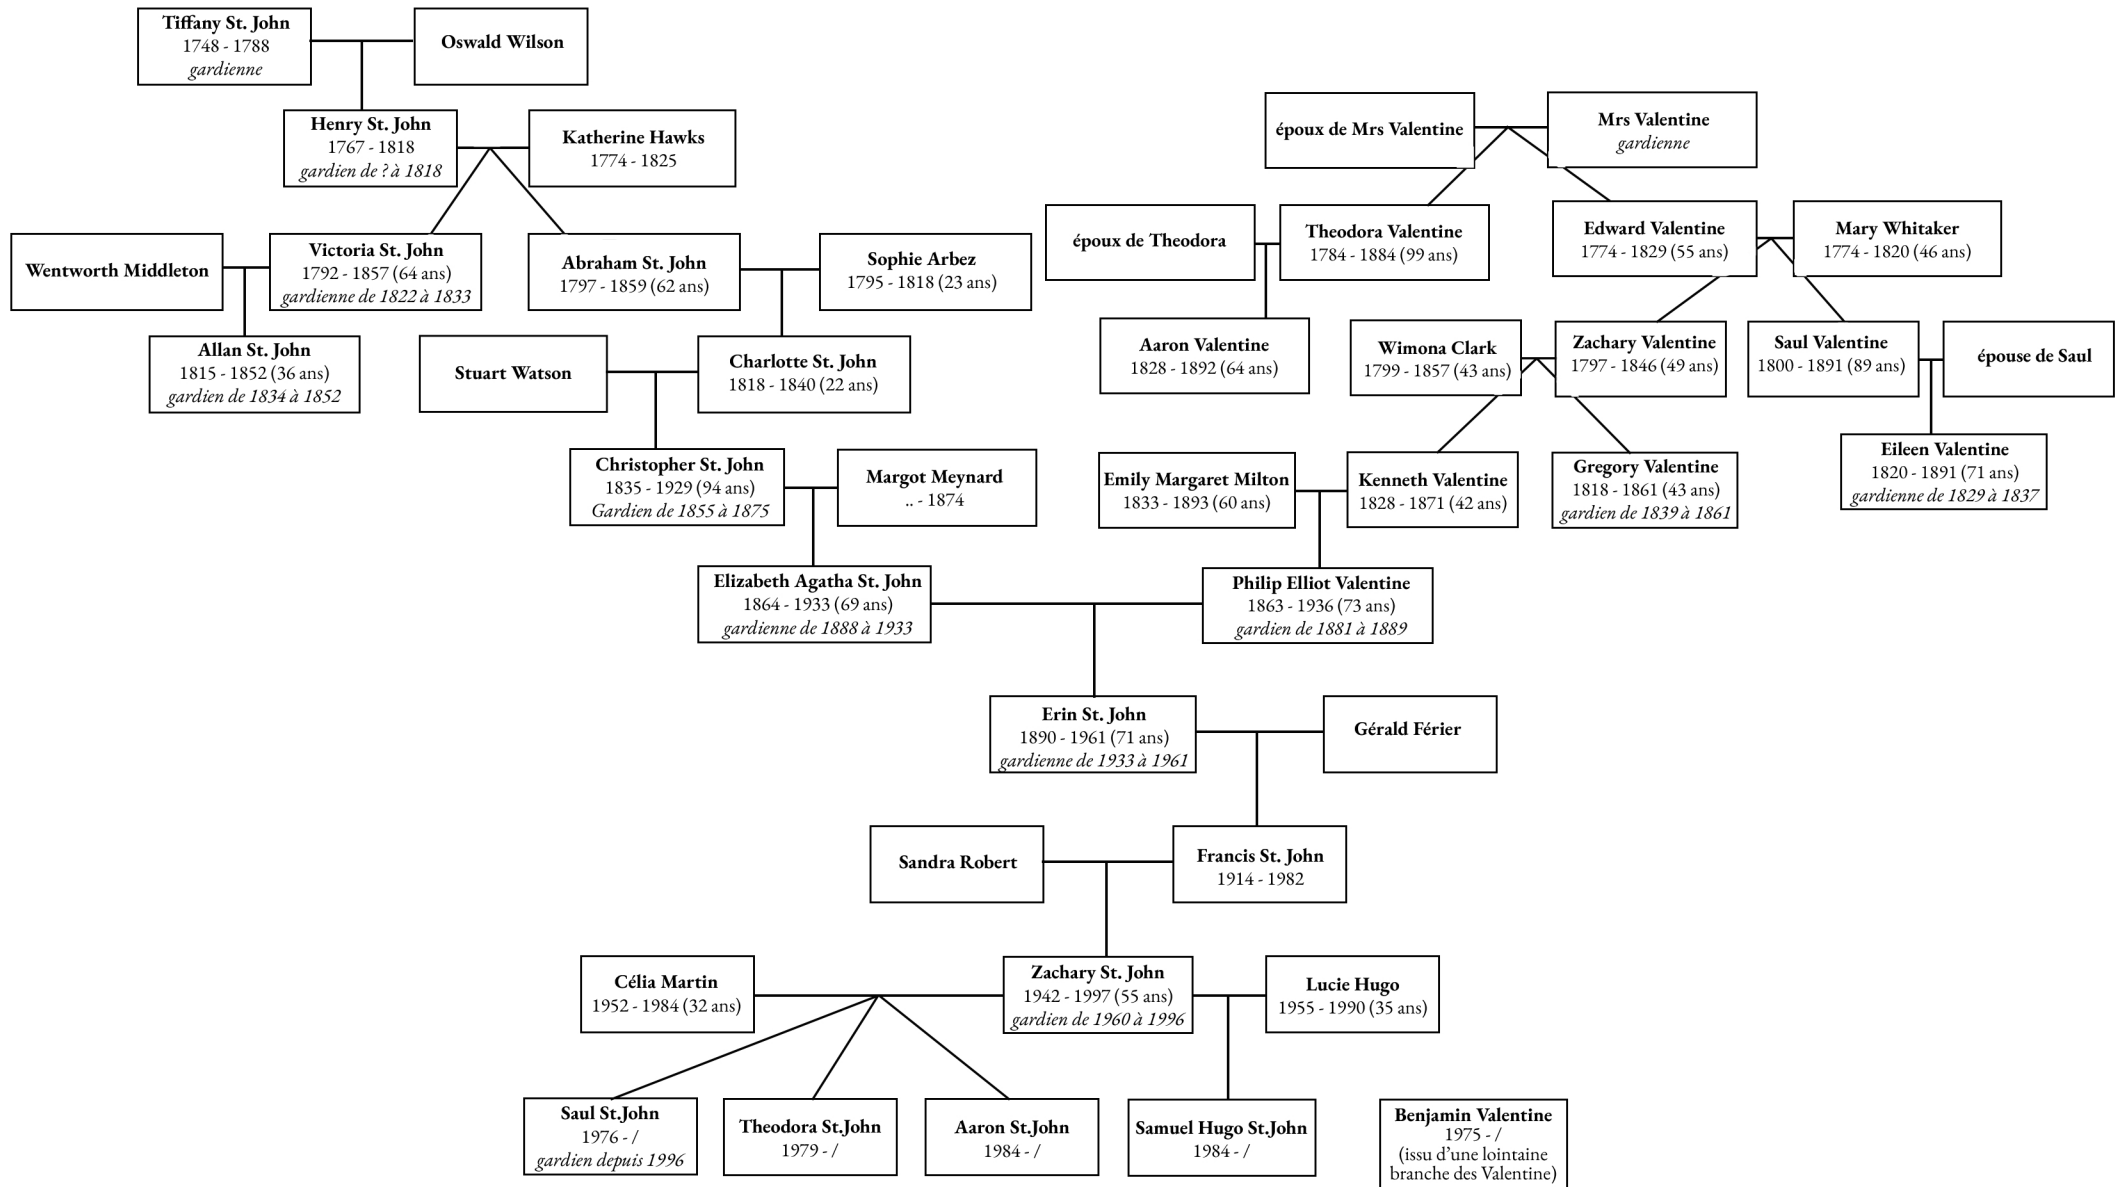 Tiffany St. John
1748 - 1788
gardienne
Oswald Wilson
Henry St. John
1767 - 1818
gardien de ? à 1818
Katherine Hawks
1774 - 1825
époux de Mrs Valentine
Mrs Valentine
gardienne
Wentworth Middleton
Victoria St. John
1792 - 1857 (64 ans)
gardienne de 1822 à 1833
Abraham St. John
1797 - 1859 (62 ans)
Sophie Arbez
1795 - 1818 (23 ans)
époux de Theodora
Theodora Valentine
1784 - 1884 (99 ans)
Edward Valentine
1774 - 1829 (55 ans)
Mary Whitaker
1774 - 1820 (46 ans)
Allan St. John
1815 - 1852 (36 ans)
gardien de 1834 à 1852
Stuart Watson
Charlotte St. John
1818 - 1840 (22 ans)
Aaron Valentine
1828 - 1892 (64 ans)
Wimona Clark
1799 - 1857 (43 ans)
Zachary Valentine
1797 - 1846 (49 ans)
Saul Valentine
1800 - 1891 (89 ans)
épouse de Saul
Christopher St. John
1835 - 1929 (94 ans)
Gardien de 1855 à 1875
Margot Meynard
.. - 1874
Emily Margaret Milton
1833 - 1893 (60 ans)
Kenneth Valentine
1828 - 1871 (42 ans)
Gregory Valentine
1818 - 1861 (43 ans)
gardien de 1839 à 1861
Eileen Valentine
1820 - 1891 (71 ans)
gardienne de 1829 à 1837
Elizabeth Agatha St. John
1864 - 1933 (69 ans)
gardienne de 1888 à 1933
Philip Elliot Valentine
1863 - 1936 (73 ans)
gardien de 1881 à 1889
Erin St. John
1890 - 1961 (71 ans)
gardienne de 1933 à 1961
Gérald Férier
Sandra Robert
Francis St. John
1914 - 1982
Célia Martin
1952 - 1984 (32 ans)
Zachary St. John
1942 - 1997 (55 ans)
gardien de 1960 à 1996
Lucie Hugo
1955 - 1990 (35 ans)
Saul St.John
1976 - /
gardien depuis 1996
Theodora St.John
1979 - /
Aaron St.John
1984 - /
Samuel Hugo St.John
1984 - /
Benjamin Valentine
1975 - /
(issu d'une lointaine
branche des Valentine)